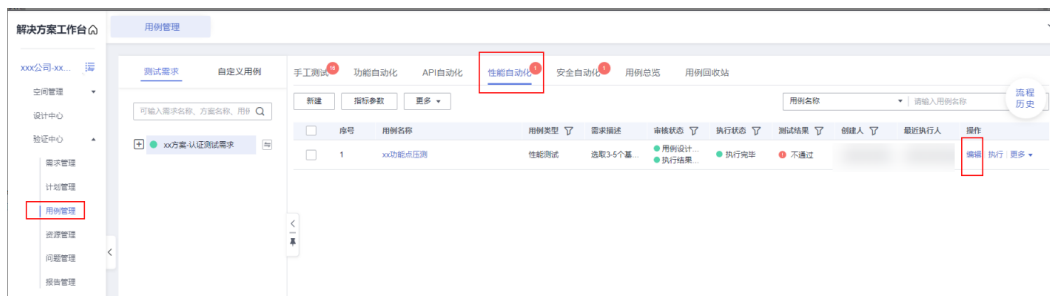 解决方案工作台
用例管理
xxx公司-xx...
空间管理
设计中心
验证中心
需求管理
计划管理
用例管理
资源管理
问题管理
报告管理
测试需求 自定义用例
可输入需求名称、方案名称、用例
xx方案-认证测试需求
手工测试 功能自动化 API自动化 性能自动化 1 安全自动化 1 用例总览 用例回收站
新建 指标参数 更多 用例名称 请输入用例名称
流程
历史
序号 用例名称 用例类型 需求描述 审核状态 执行状态 测试结果 创建人 最近执行人 操作
1 xx功能点压测 性能测试 选取3-5个基... 用例设计... 执行结果... 执行完毕 不通过 编辑 执行 更多